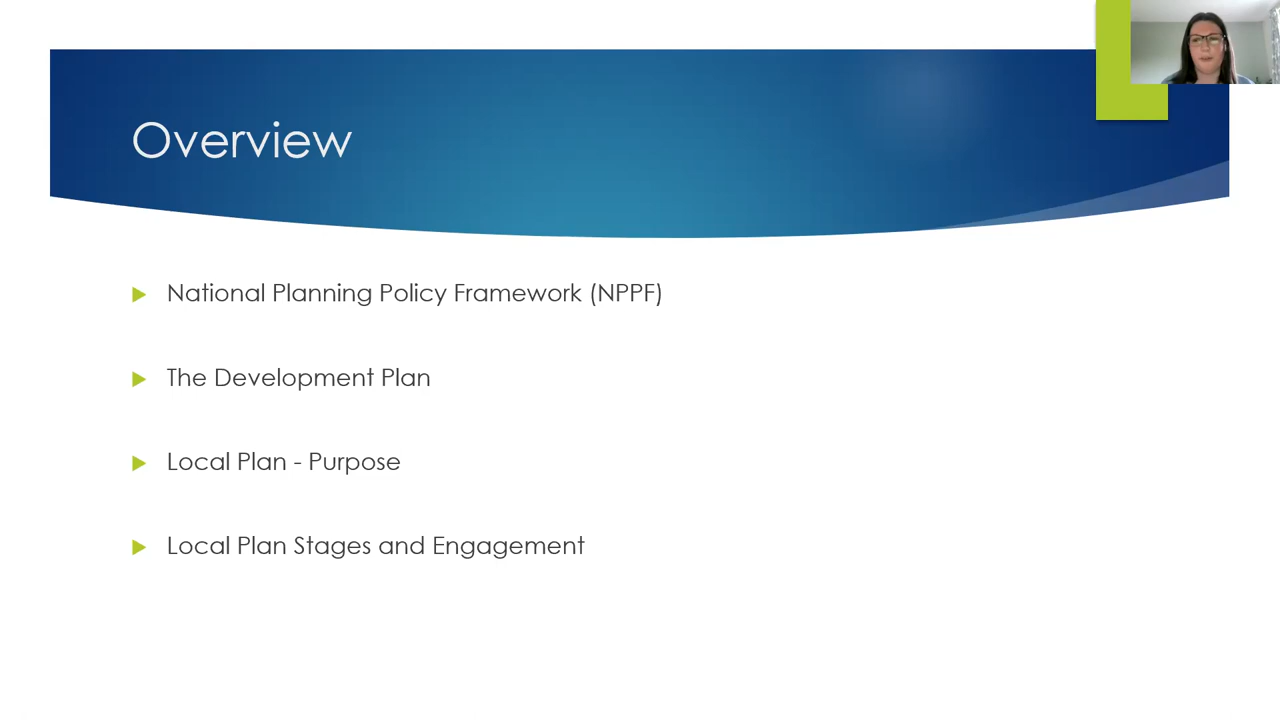 Overview
National Planning Policy Framework (NPPF)
The Development Plan
Local Plan - Purpose
Local Plan Stages and Engagement